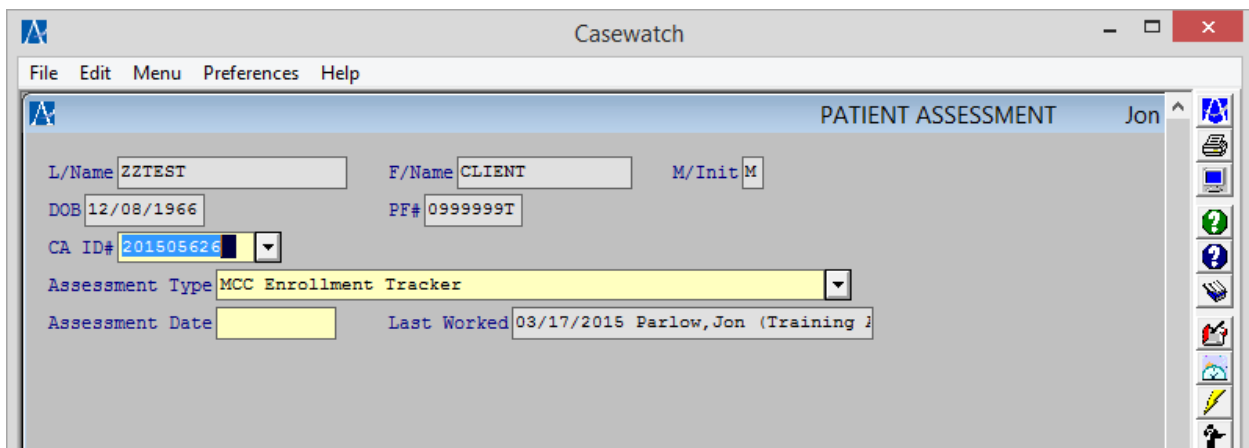 Casewatch
File Edit Menu Preferences Help
PATIENT ASSESSMENT Jon
L/Name ZZTEST F/Name CLIENT M/Init M
DOB 12/08/1966 PF# 0999999T
CA ID# 201505626
Assessment Type MCC Enrollment Tracker
Assessment Date Last Worked 03/17/2015 Parlow,Jon (Training